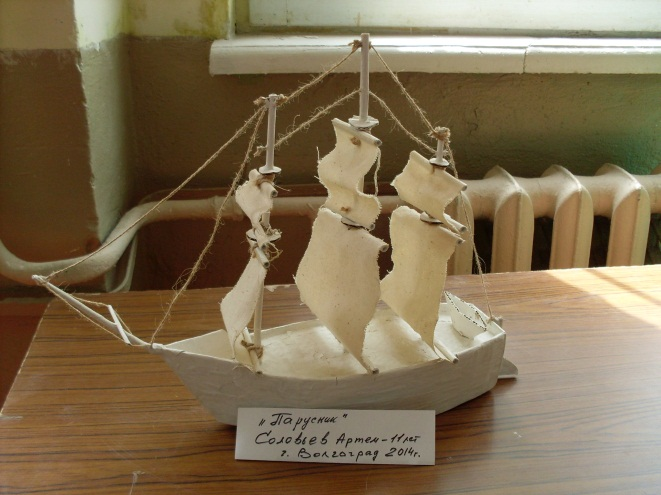 „Парусник"
Соловьев Артем - 11 лет
г. Волгоград 2014г.